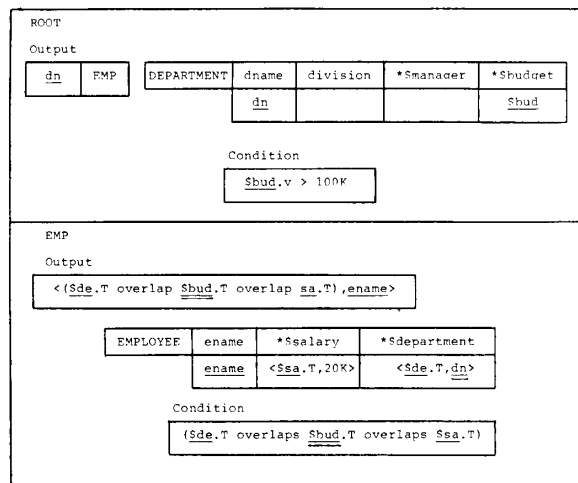 ROOT
Output
dn EMP DEPARTMENT dname division *$manager *$budget
dn $bud
Condition
$bud.v > 100K
EMP
Output
<($de.T overlap $bud.T overlap sa.T),ename>
EMPLOYEE ename *$salary *$department
ename <$sa.T,20K> <$de.T,dn>
Condition
($de.T overlaps $bud.T overlaps $sa.T)